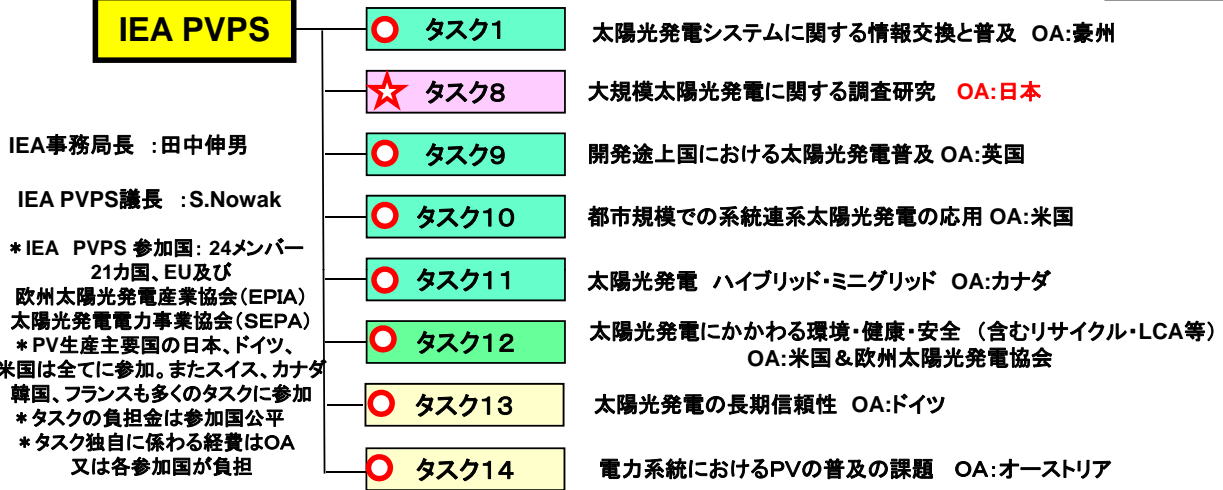 IEA PVPS
タスク1
太陽光発電システムに関する情報交換と普及 OA:豪州
タスク8
大規模太陽光発電に関する調査研究 OA:日本
タスク9
開発途上国における太陽光発電普及 OA:英国
タスク10
都市規模での系統連系太陽光発電の応用 OA:米国
タスク11
太陽光発電 ハイブリッド・ミニグリッド OA:カナダ
タスク12
太陽光発電にかかわる環境・健康・安全 (含むリサイクル・LCA等)
OA:米国&欧州太陽光発電協会
タスク13
太陽光発電の長期信頼性 OA:ドイツ
タスク14
電力系統におけるPVの普及の課題 OA:オーストリア
IEA事務局長 :田中伸男
IEA PVPS議長 :S.Nowak
*IEA PVPS 参加国: 24メンバー
21カ国、EU及び
欧州太陽光発電産業協会(EPIA)
太陽光発電電力事業協会(SEPA)
*PV生産主要国の日本、ドイツ、
米国は全てに参加。またスイス、カナダ
韓国、フランスも多くのタスクに参加
*タスクの負担金は参加国公平
*タスク独自に係わる経費はOA
又は各参加国が負担